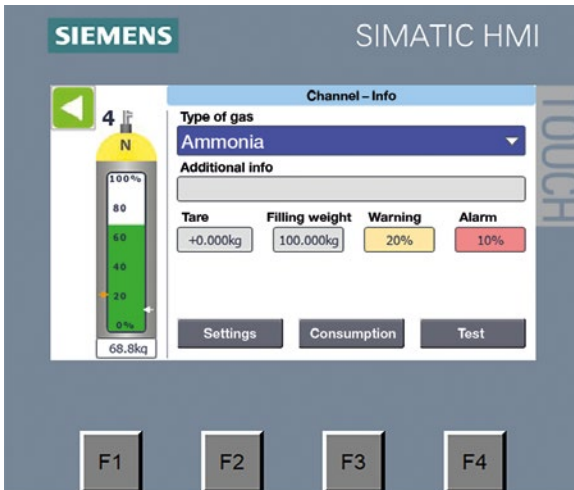 SIEMENS
SIMATIC HMI
TOUCH
Channel – Info
4
N
100%
80
60
40
20
0%
68.8kg
Type of gas
Ammonia
Additional info
Tare Filling weight Warning Alarm
+0.000kg 100.000kg 20% 10%
Settings Consumption Test
F1 F2 F3 F4